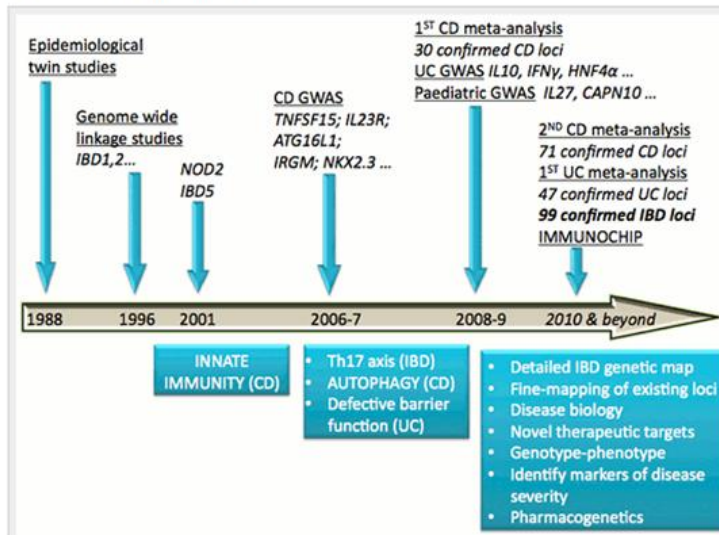 Epidemiological
twin studies
Genome wide
linkage studies
IBD1,2...
NOD2
IBD5
CD GWAS
TNFSF15; IL23R;
ATG16L1;
IRGM; NKX2.3 ...
1ST CD meta-analysis
30 confirmed CD loci
UC GWAS IL10, IFNγ, HNF4α ...
Paediatric GWAS IL27, CAPN10 ...
2ND CD meta-analysis
71 confirmed CD loci
1ST UC meta-analysis
47 confirmed UC loci
99 confirmed IBD loci
IMMUNOCHIP
1988
1996
2001
2006-7
2008-9
2010 & beyond
INNATE
IMMUNITY (CD)
• Th17 axis (IBD)
• AUTOPHAGY (CD)
• Defective barrier
function (UC)
• Detailed IBD genetic map
• Fine-mapping of existing loci
• Disease biology
• Novel therapeutic targets
• Genotype-phenotype
• Identify markers of disease
severity
• Pharmacogenetics